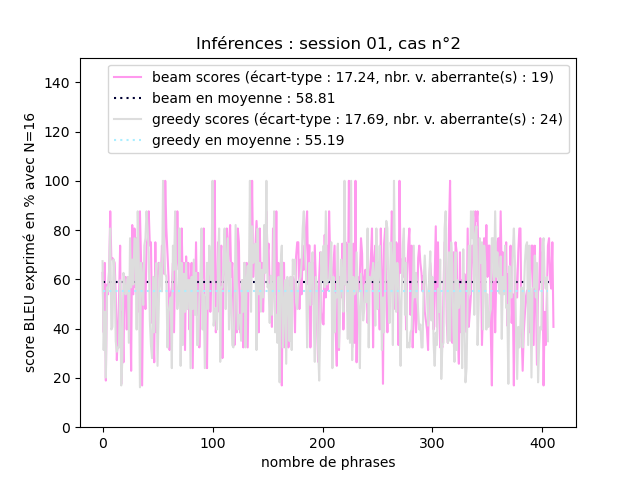 Inférences : session 01, cas n°2
beam scores (écart-type : 17.24, nbr. v. aberrante(s) : 19)
beam en moyenne : 58.81
greedy scores (écart-type : 17.69, nbr. v. aberrante(s) : 24)
greedy en moyenne : 55.19
score BLEU exprimé en % avec N=16
140
120
100
80
60
40
20
0
0 100 200 300 400
nombre de phrases